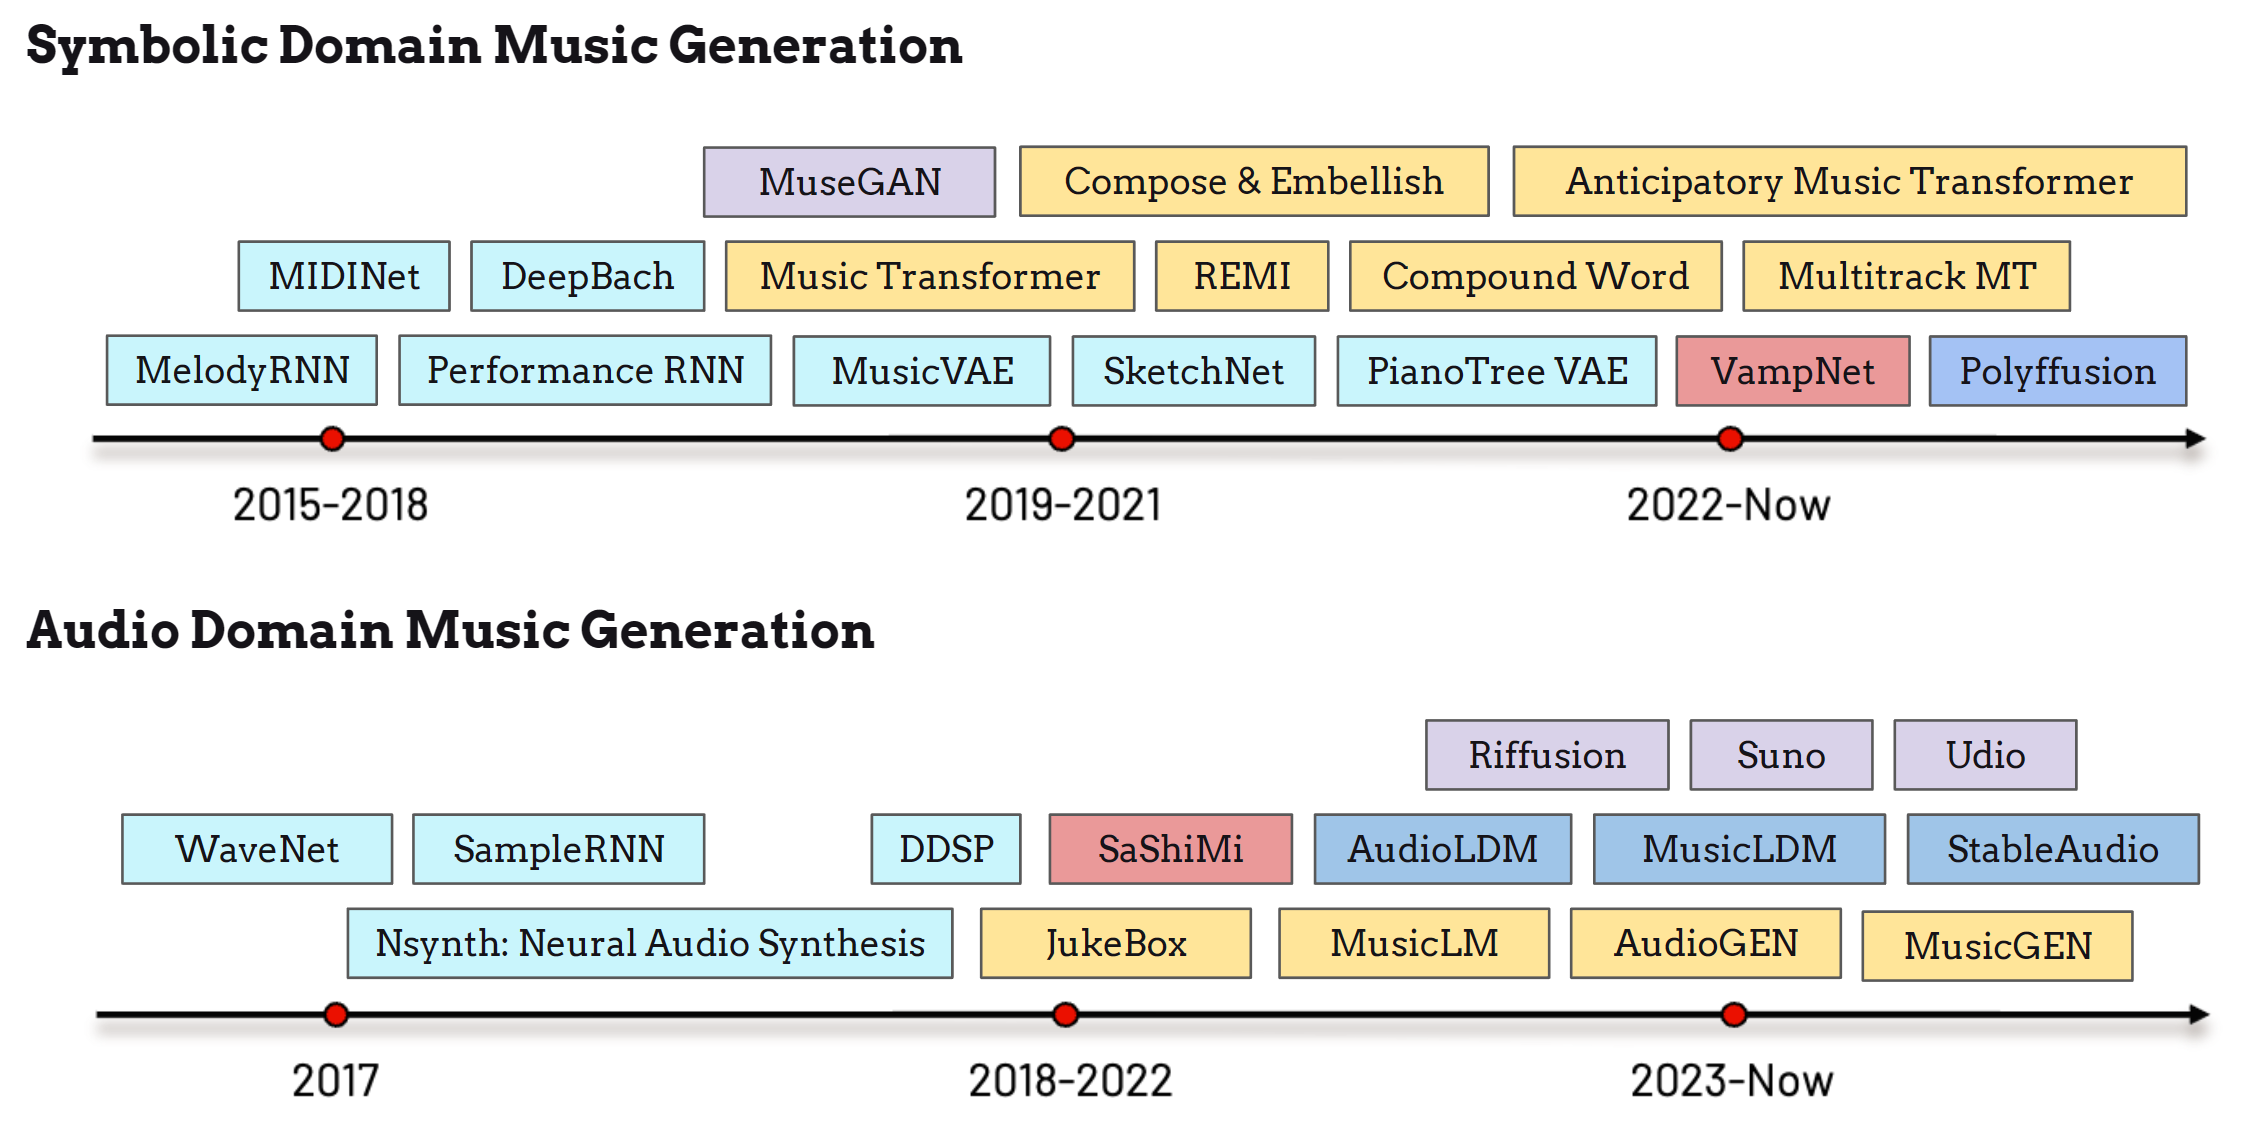 Symbolic Domain Music Generation
MuseGAN
Compose & Embellish
Anticipatory Music Transformer
MIDINet
DeepBach
Music Transformer
REMI
Compound Word
Multitrack MT
MelodyRNN
Performance RNN
MusicVAE
SketchNet
PianoTree VAE
VampNet
Polyffusion
2015-2018
2019-2021
2022-Now
Audio Domain Music Generation
Riffusion
Suno
Udio
WaveNet
SampleRNN
DDSP
SaShiMi
AudioLDM
MusicLDM
StableAudio
Nsynth: Neural Audio Synthesis
JukeBox
MusicLM
AudioGEN
MusicGEN
2017
2018-2022
2023-Now